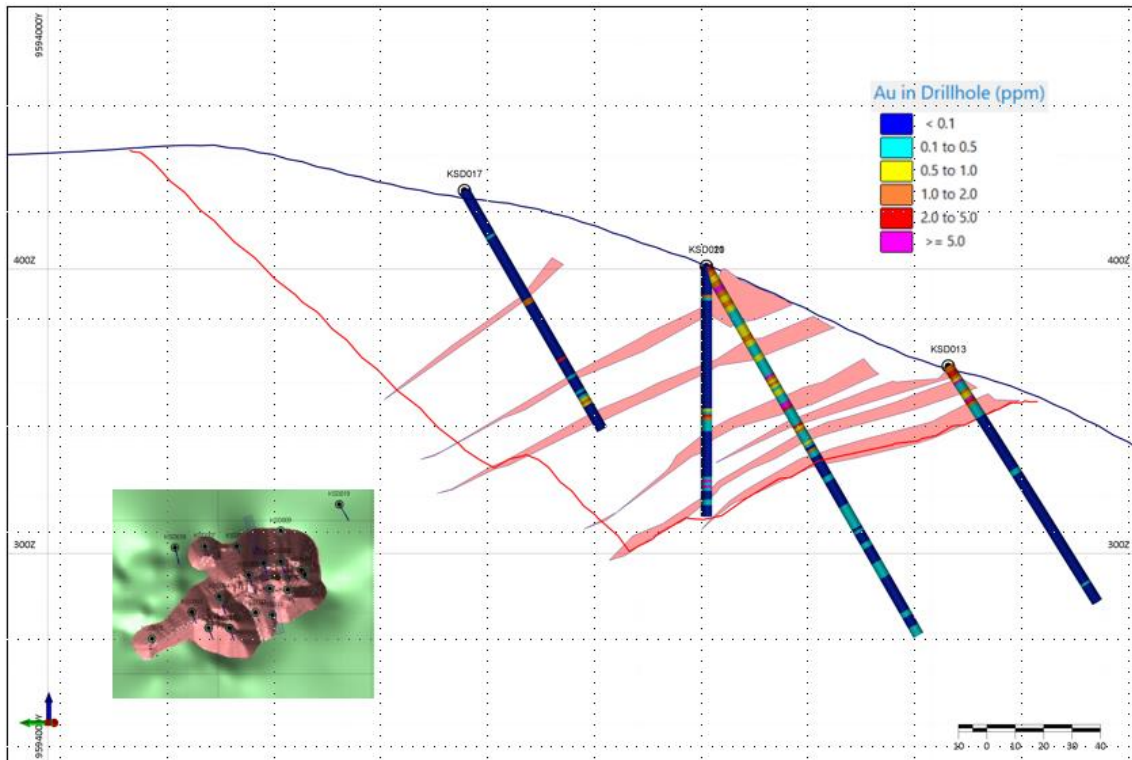 9594000Y
Au in Drillhole (ppm)
< 0.1
0.1 to 0.5
0.5 to 1.0
1.0 to 2.0
2.0 to 5.0
>= 5.0
KSD017
400Z
400Z
KSD013
300Z
300Z
9594000Y
10 0 10 20 30 40